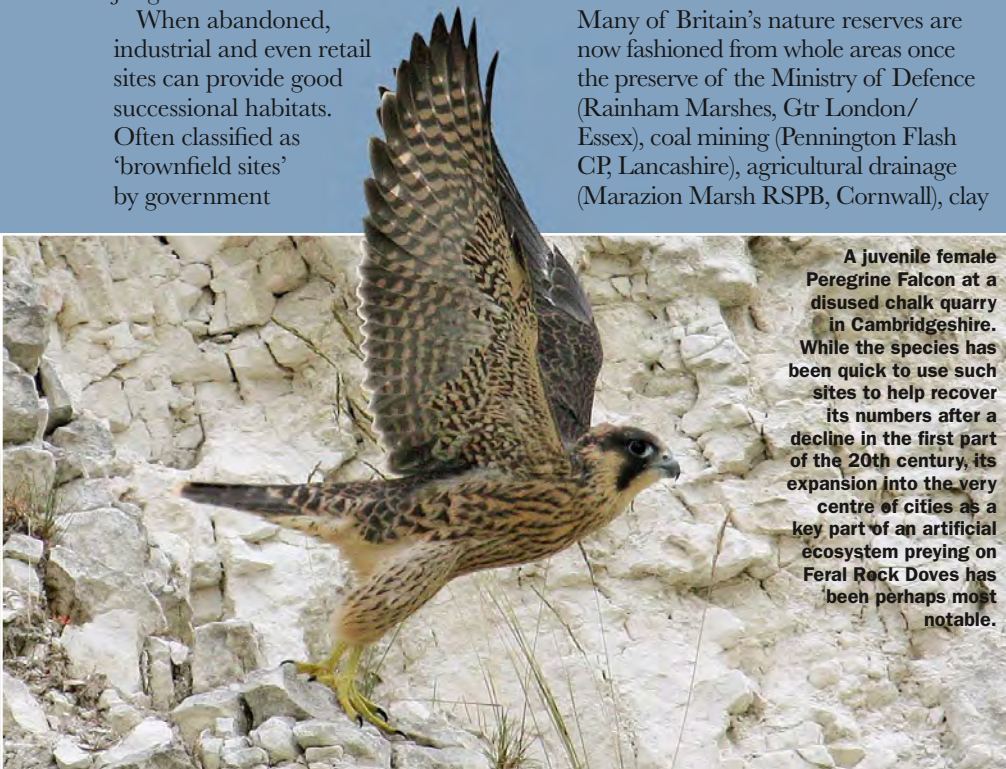 When abandoned,
industrial and even retail
sites can provide good
successional habitats.
Often classified as
‘brownfield sites’
by government
Many of Britain’s nature reserves are
now fashioned from whole areas once
the preserve of the Ministry of Defence
(Rainham Marshes, Gtr London/
Essex), coal mining (Pennington Flash
CP, Lancashire), agricultural drainage
(Marazion Marsh RSPB, Cornwall), clay
A juvenile female
Peregrine Falcon at a
disused chalk quarry
in Cambridgeshire.
While the species has
been quick to use such
sites to help recover
its numbers after a
decline in the first part
of the 20th century, its
expansion into the very
centre of cities as a
key part of an artificial
ecosystem preying on
Feral Rock Doves has
been perhaps most
notable.